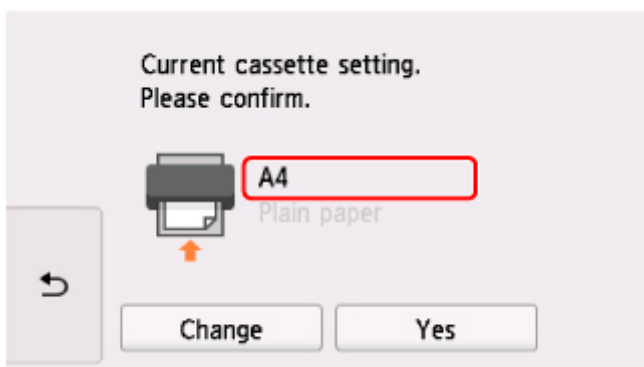 Current cassette setting.
Please confirm.
A4
Plain paper
Change
Yes